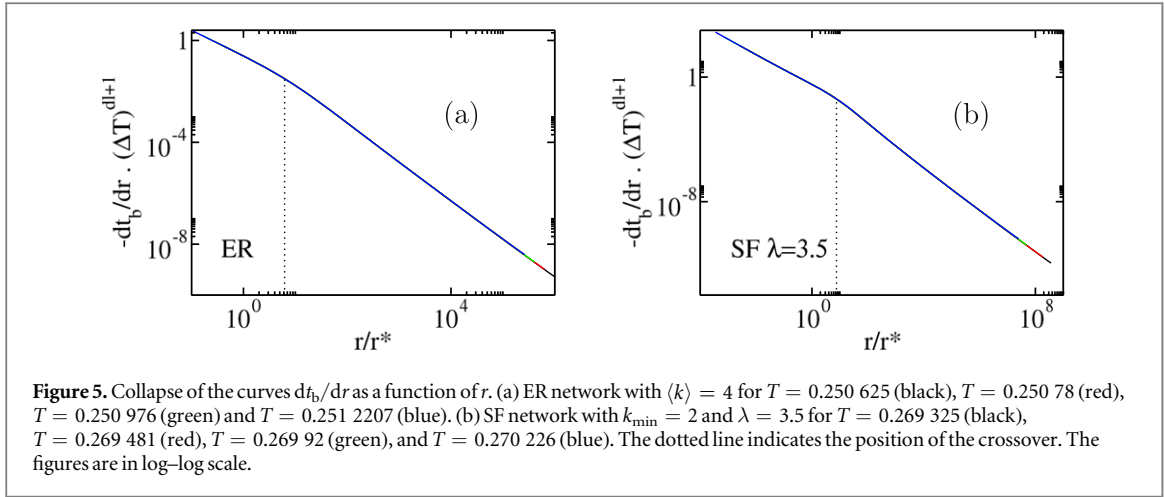 1
10^-4
10^-8
-dt_b/dr . (ΔT)^dl+1
(a)
ER
10^0
10^4
r/r*
1
10^-8
-dt_b/dr . (ΔT)^dl+1
(b)
SF λ=3.5
10^0
10^8
r/r*
Figure 5. Collapse of the curves dt_b/dr as a function of r. (a) ER network with ⟨k⟩ = 4 for T = 0.250 625 (black), T = 0.250 78 (red),
T = 0.250 976 (green) and T = 0.251 2207 (blue). (b) SF network with k_min = 2 and λ = 3.5 for T = 0.269 325 (black),
T = 0.269 481 (red), T = 0.269 92 (green), and T = 0.270 226 (blue). The dotted line indicates the position of the crossover. The
figures are in log–log scale.